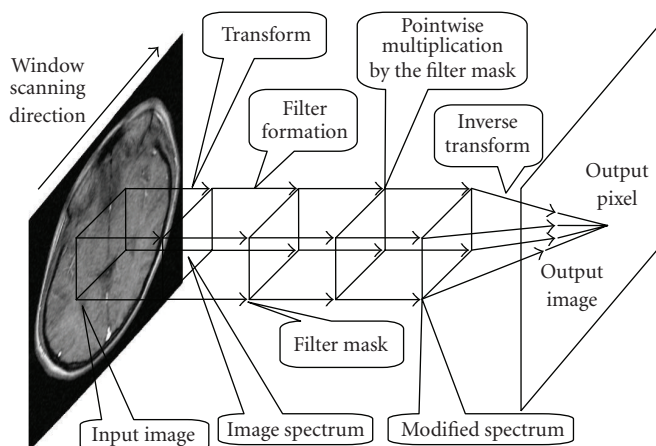 Window
scanning
direction
Transform
Filter
formation
Pointwise
multiplication
by the filter mask
Inverse
transform
Output
pixel
Output
image
Filter mask
Input image
Image spectrum
Modified spectrum